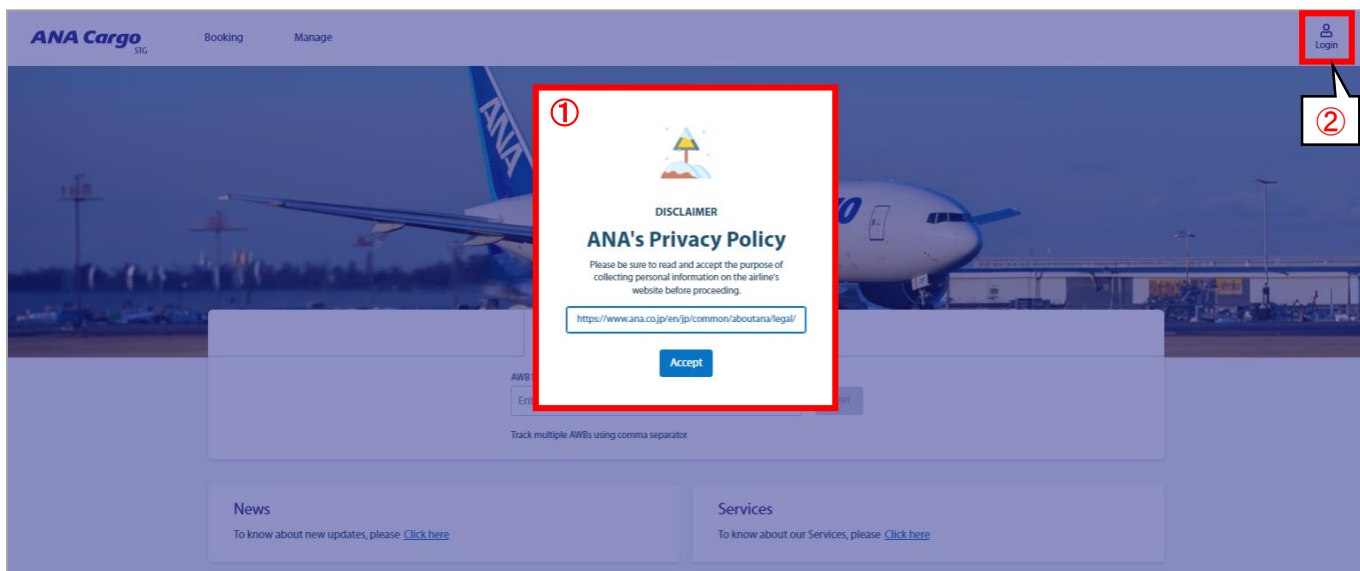 ANA Cargo
STG
Booking
Manage
Login
②
①
ANA
DISCLAIMER
ANA's Privacy Policy
Please be sure to read and accept the purpose of
collecting personal information on the airline's
website before proceeding.
https://www.ana.co.jp/en/jp/common/aboutana/legal/
Accept
AWB
Track multiple AWBs using comma separator
News
To know about new updates, please Click here
Services
To know about our Services, please Click here